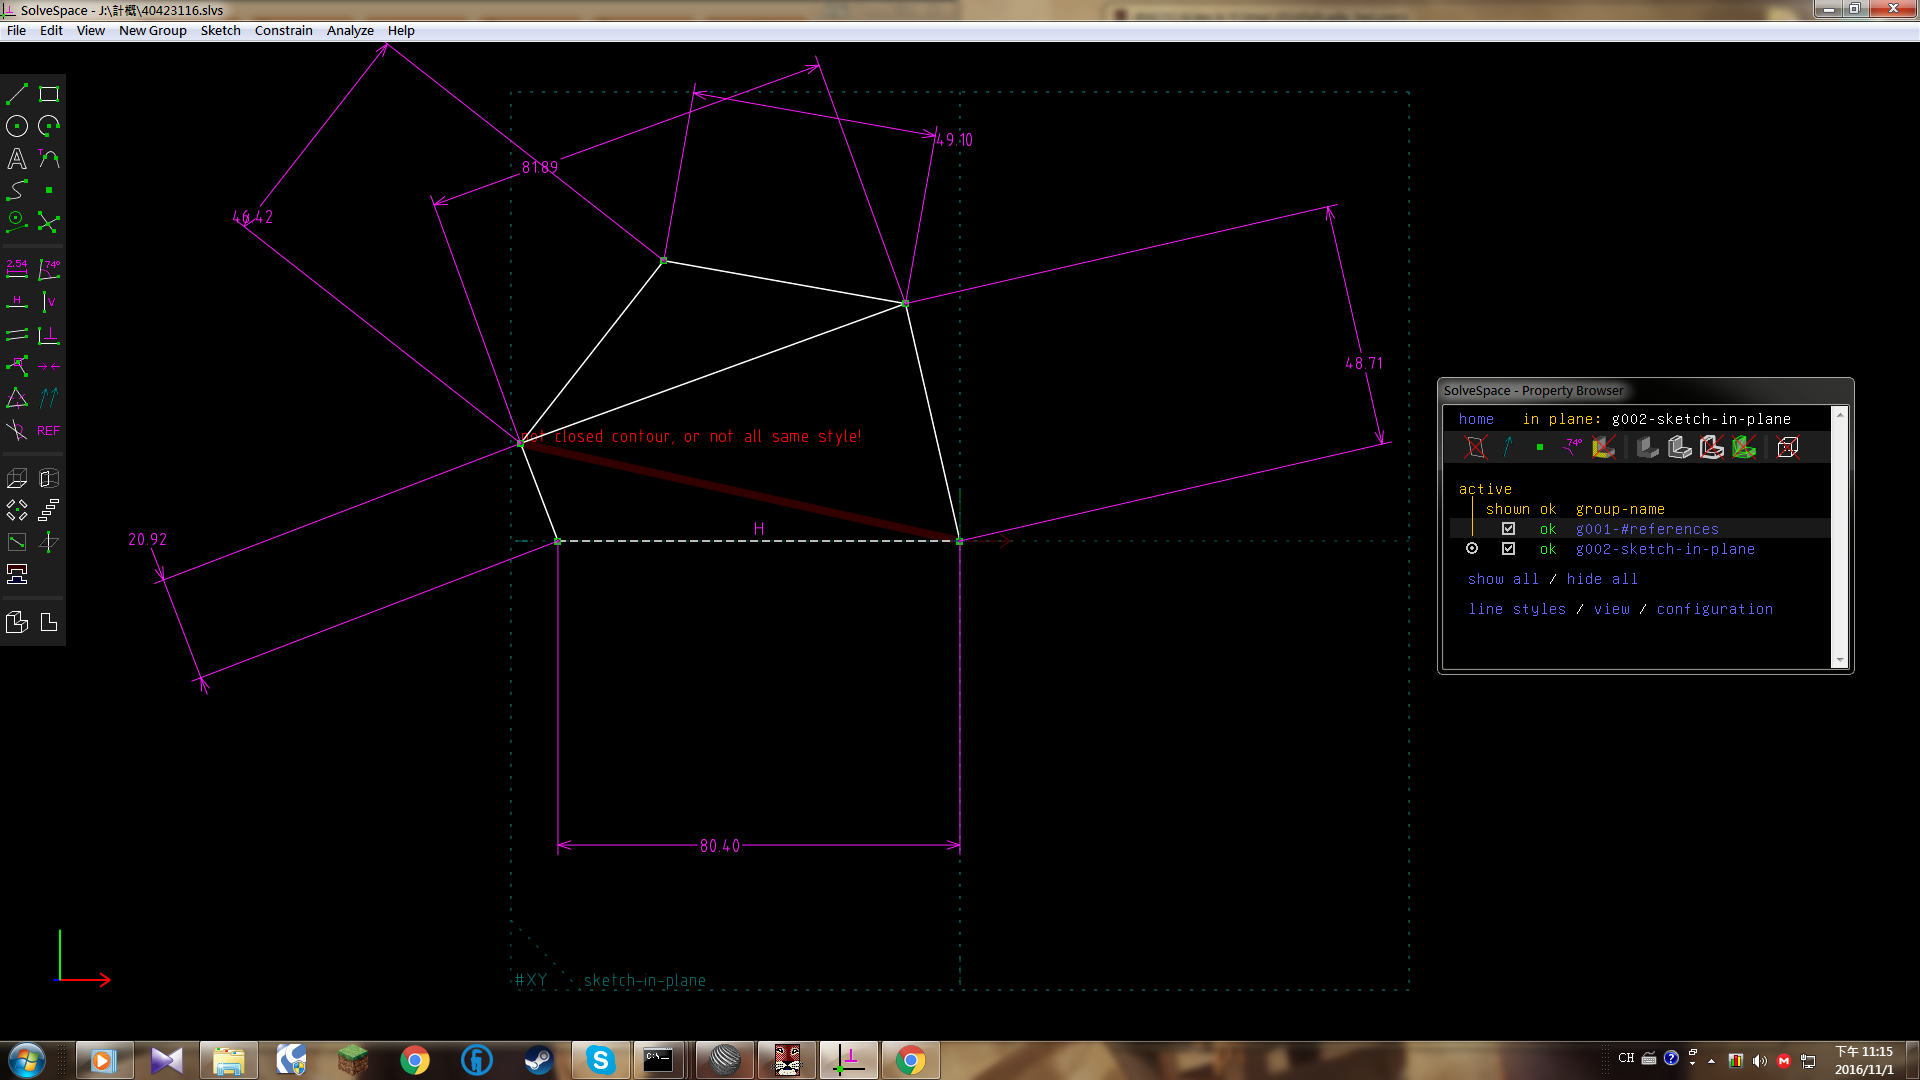 SolveSpace - J:\計概\40423116.slvs
File Edit View New Group Sketch Constrain Analyze Help
49.10
81.89
46.42
2.54 74°
H V
48.71
REF
not closed contour, or not all same style!
H
20.92
80.40
#XY sketch-in-plane
SolveSpace - Property Browser
home in plane: g002-sketch-in-plane
74°
active
shown ok group-name
ok g001-#references
ok g002-sketch-in-plane
show all / hide all
line styles / view / configuration
C:\_
CH
下午 11:15
2016/11/1